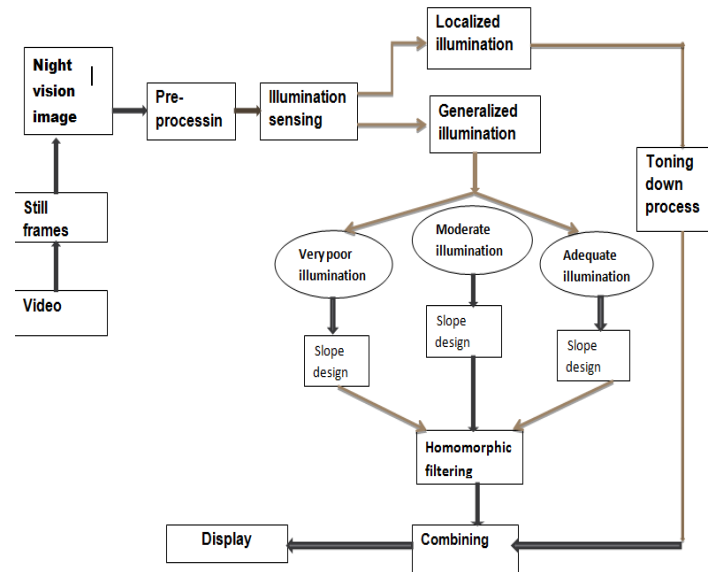 Localized
illumination
Night
vision
image
Pre-
processin
Illumination
sensing
Generalized
illumination
Toning
down
process
Still
frames
Very poor
illumination
Moderate
illumination
Adequate
illumination
Video
Slope
design
Slope
design
Slope
design
Homomorphic
filtering
Display
Combining